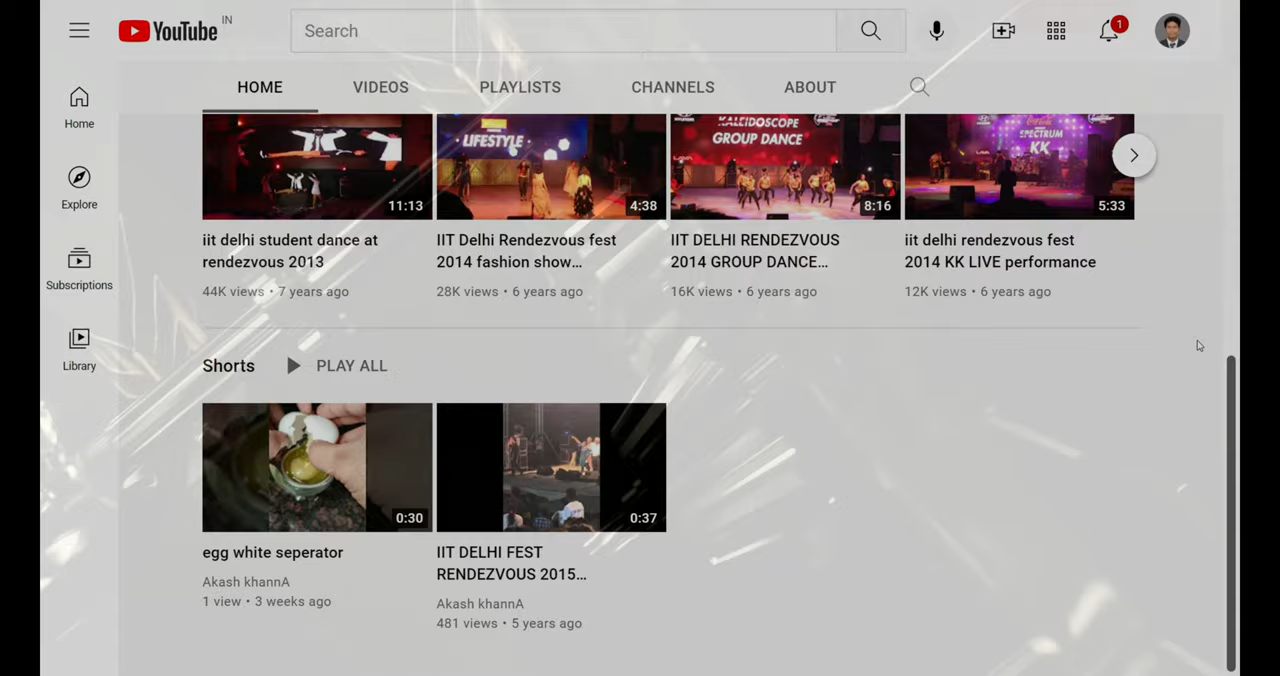 YouTube IN
Search
1
Home
Explore
Subscriptions
Library
HOME VIDEOS PLAYLISTS CHANNELS ABOUT
LIFESTYLE
KALEIDOSCOPE
GROUP DANCE
SPECTRUM
KK
11:13 4:38 8:16 5:33
iit delhi student dance at
rendezvous 2013
44K views • 7 years ago
IIT Delhi Rendezvous fest
2014 fashion show...
28K views • 6 years ago
IIT DELHI RENDEZVOUS
2014 GROUP DANCE...
16K views • 6 years ago
iit delhi rendezvous fest
2014 KK LIVE performance
12K views • 6 years ago
Shorts PLAY ALL
0:30 0:37
egg white seperator
Akash khannA
1 view • 3 weeks ago
IIT DELHI FEST
RENDEZVOUS 2015...
Akash khannA
481 views • 5 years ago